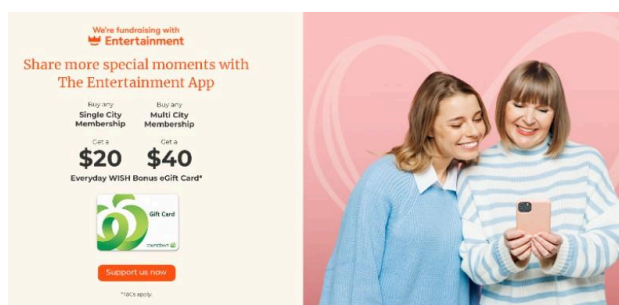 We're fundraising with
Entertainment
Share more special moments with
The Entertainment App
Buy any
Single City
Membership
Get a
$20
Buy any
Multi City
Membership
Get a
$40
Everyday WISH Bonus eGift Card*
Gift Card
Support us now
*T&Cs apply.